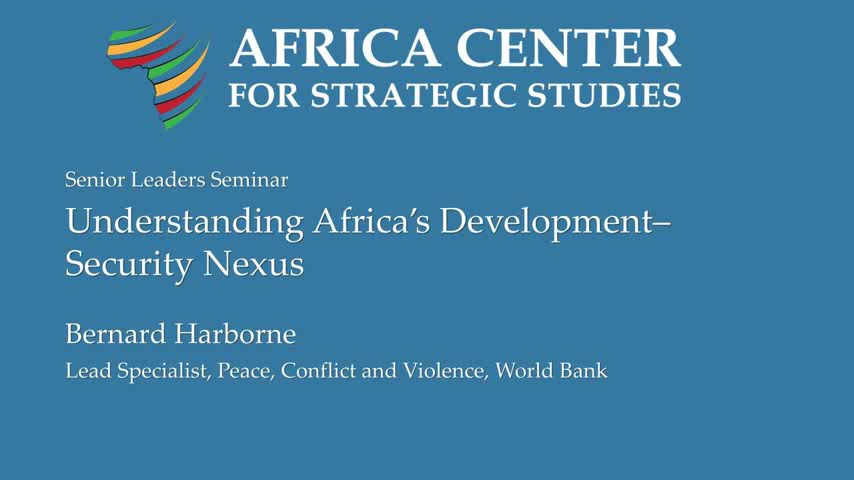 AFRICA CENTER
FOR STRATEGIC STUDIES
Senior Leaders Seminar
Understanding Africa’s Development–
Security Nexus
Bernard Harborne
Lead Specialist, Peace, Conflict and Violence, World Bank